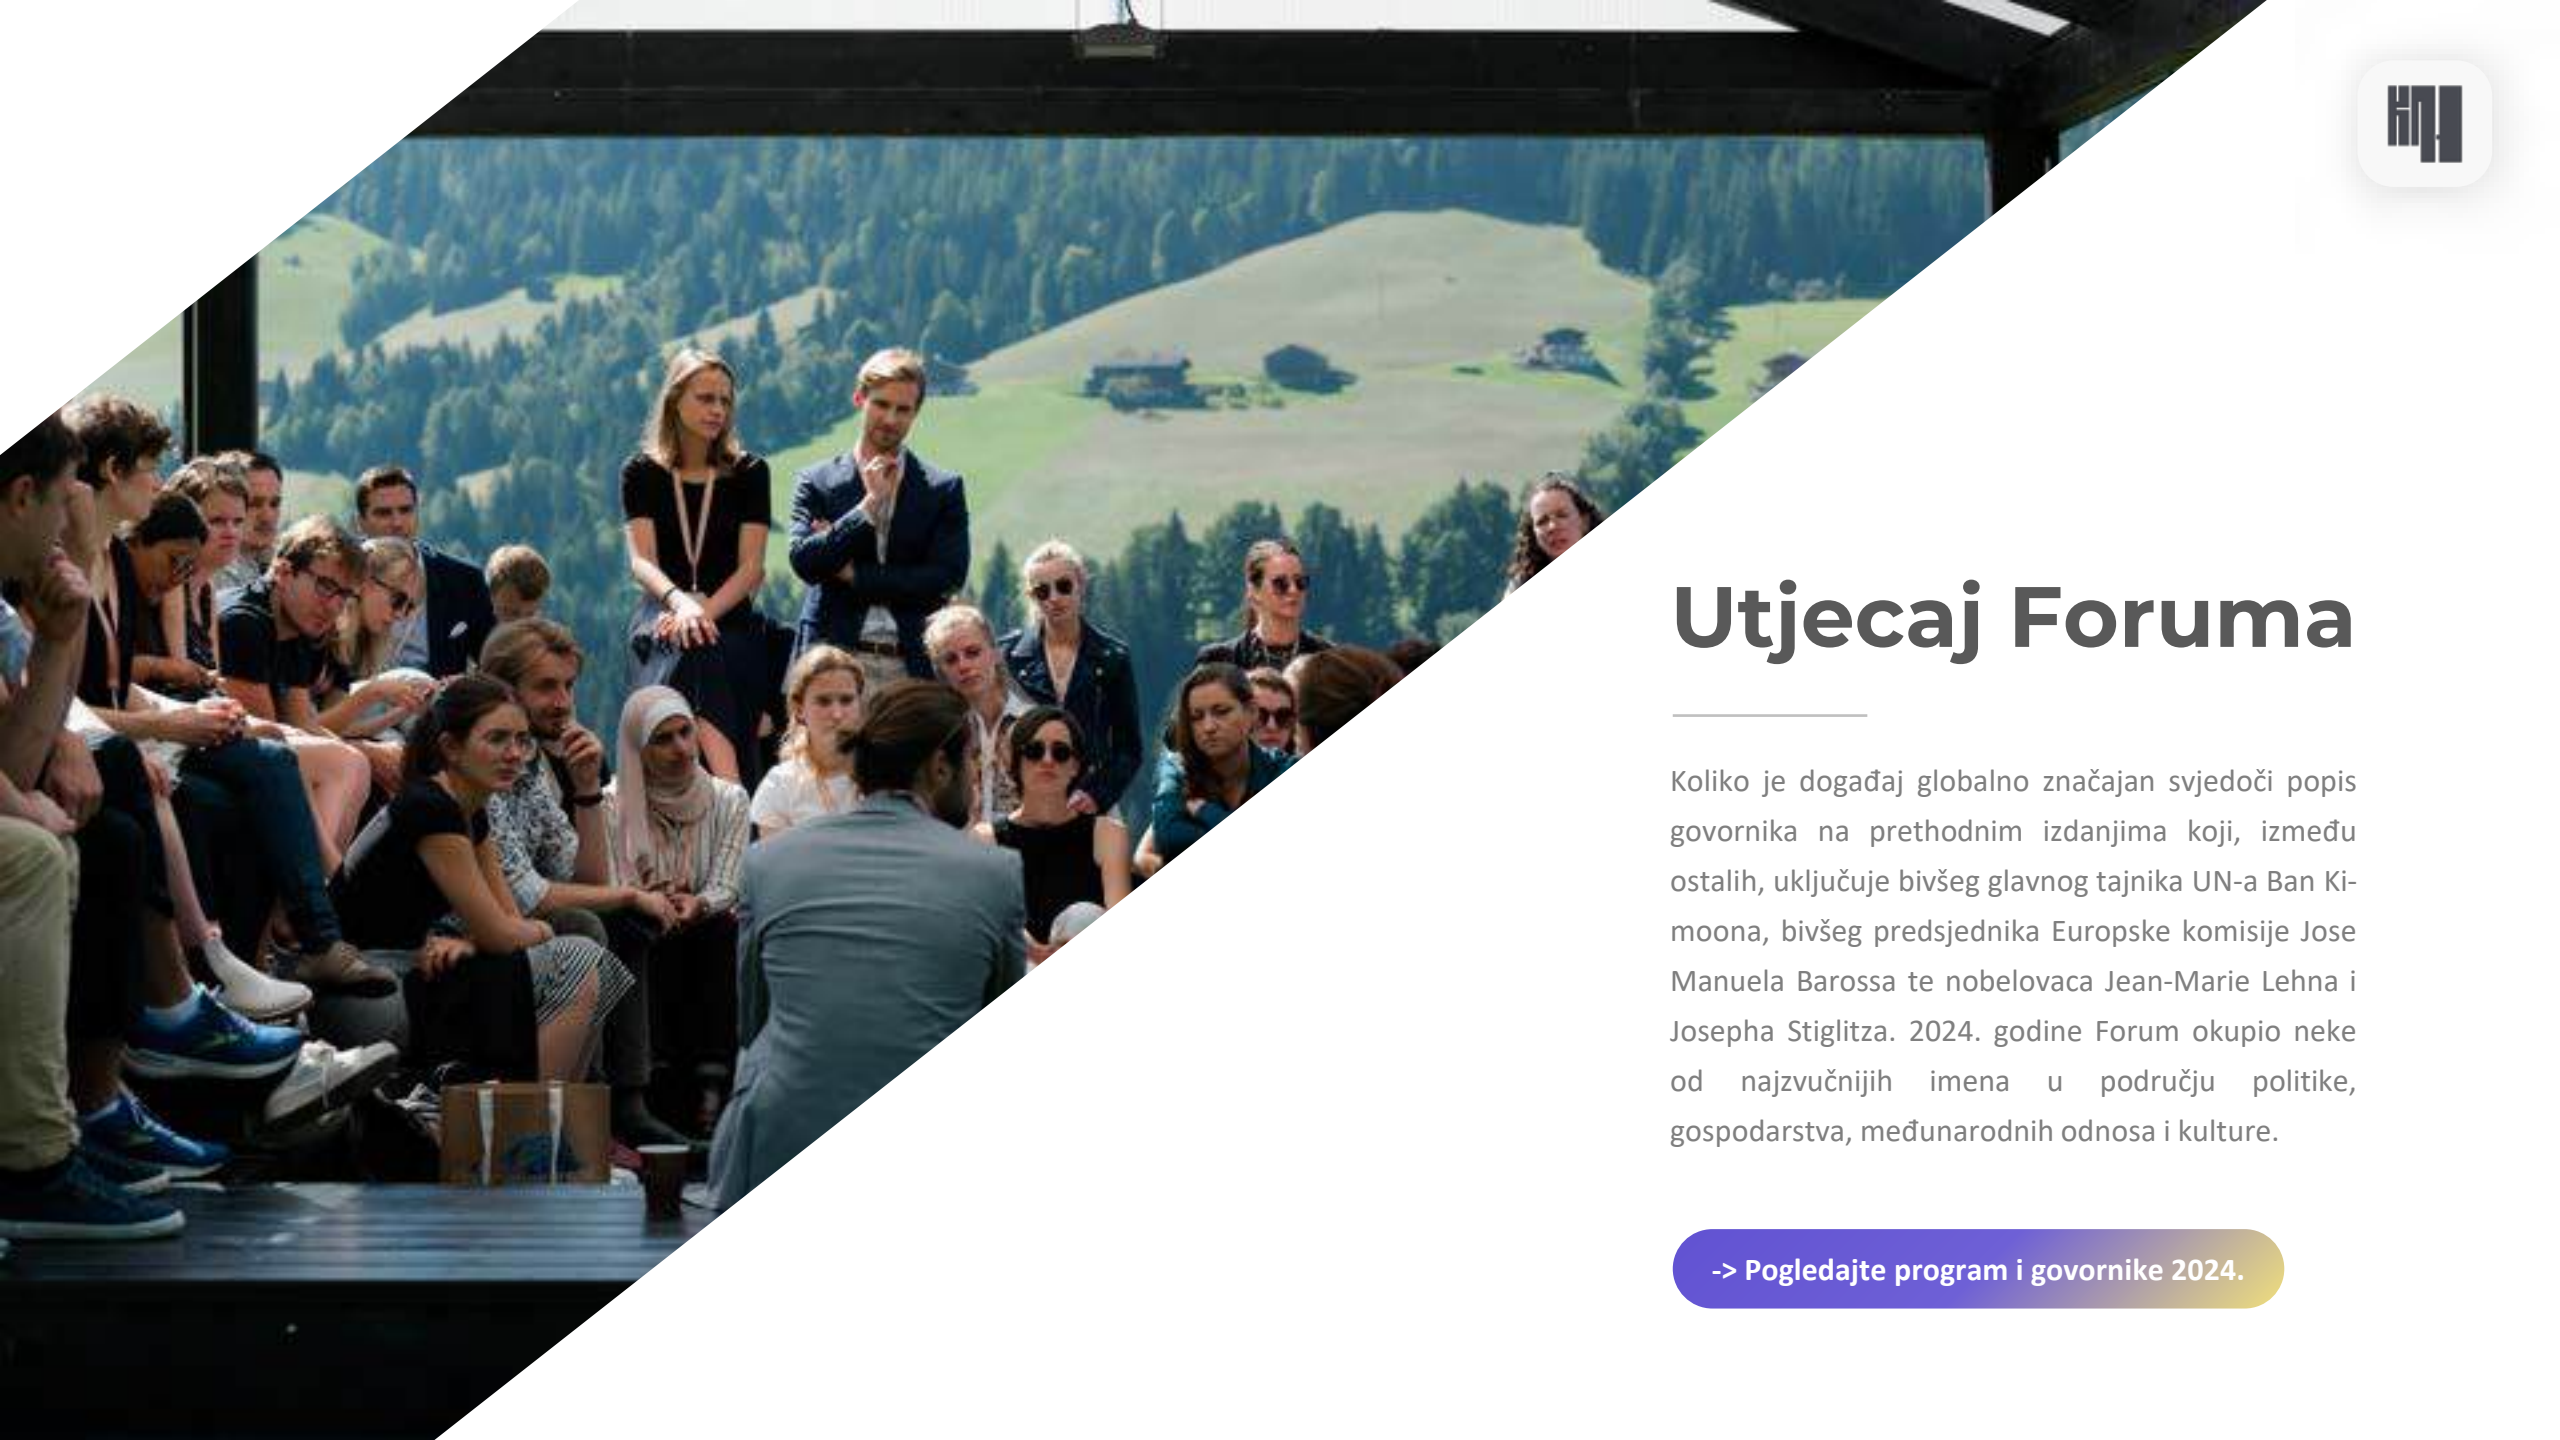 Utjecaj Foruma
Koliko je događaj globalno značajan svjedoči popis
govornika na prethodnim izdanjima koji, između
ostalih, uključuje bivšeg glavnog tajnika UN-a Ban Ki-
moona, bivšeg predsjednika Europske komisije Jose
Manuela Barossa te nobelovaca Jean-Marie Lehna i
Josepha Stiglitza. 2024. godine Forum okupio neke
od najzvučnijih imena u području politike,
gospodarstva, međunarodnih odnosa i kulture.
-> Pogledajte program i govornike 2024.